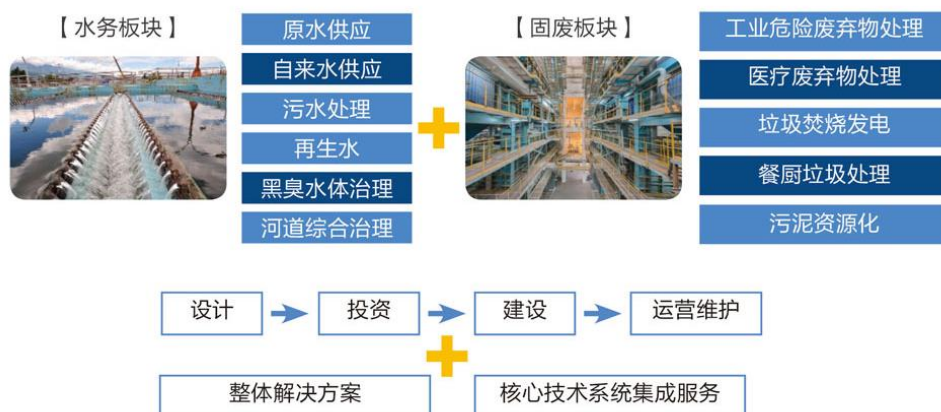 【水务板块】
原水供应
自来水供应
污水处理
再生水
黑臭水体治理
河道综合治理
【固废板块】
工业危险废弃物处理
医疗废弃物处理
垃圾焚烧发电
餐厨垃圾处理
污泥资源化
设计
投资
建设
运营维护
整体解决方案
核心技术系统集成服务